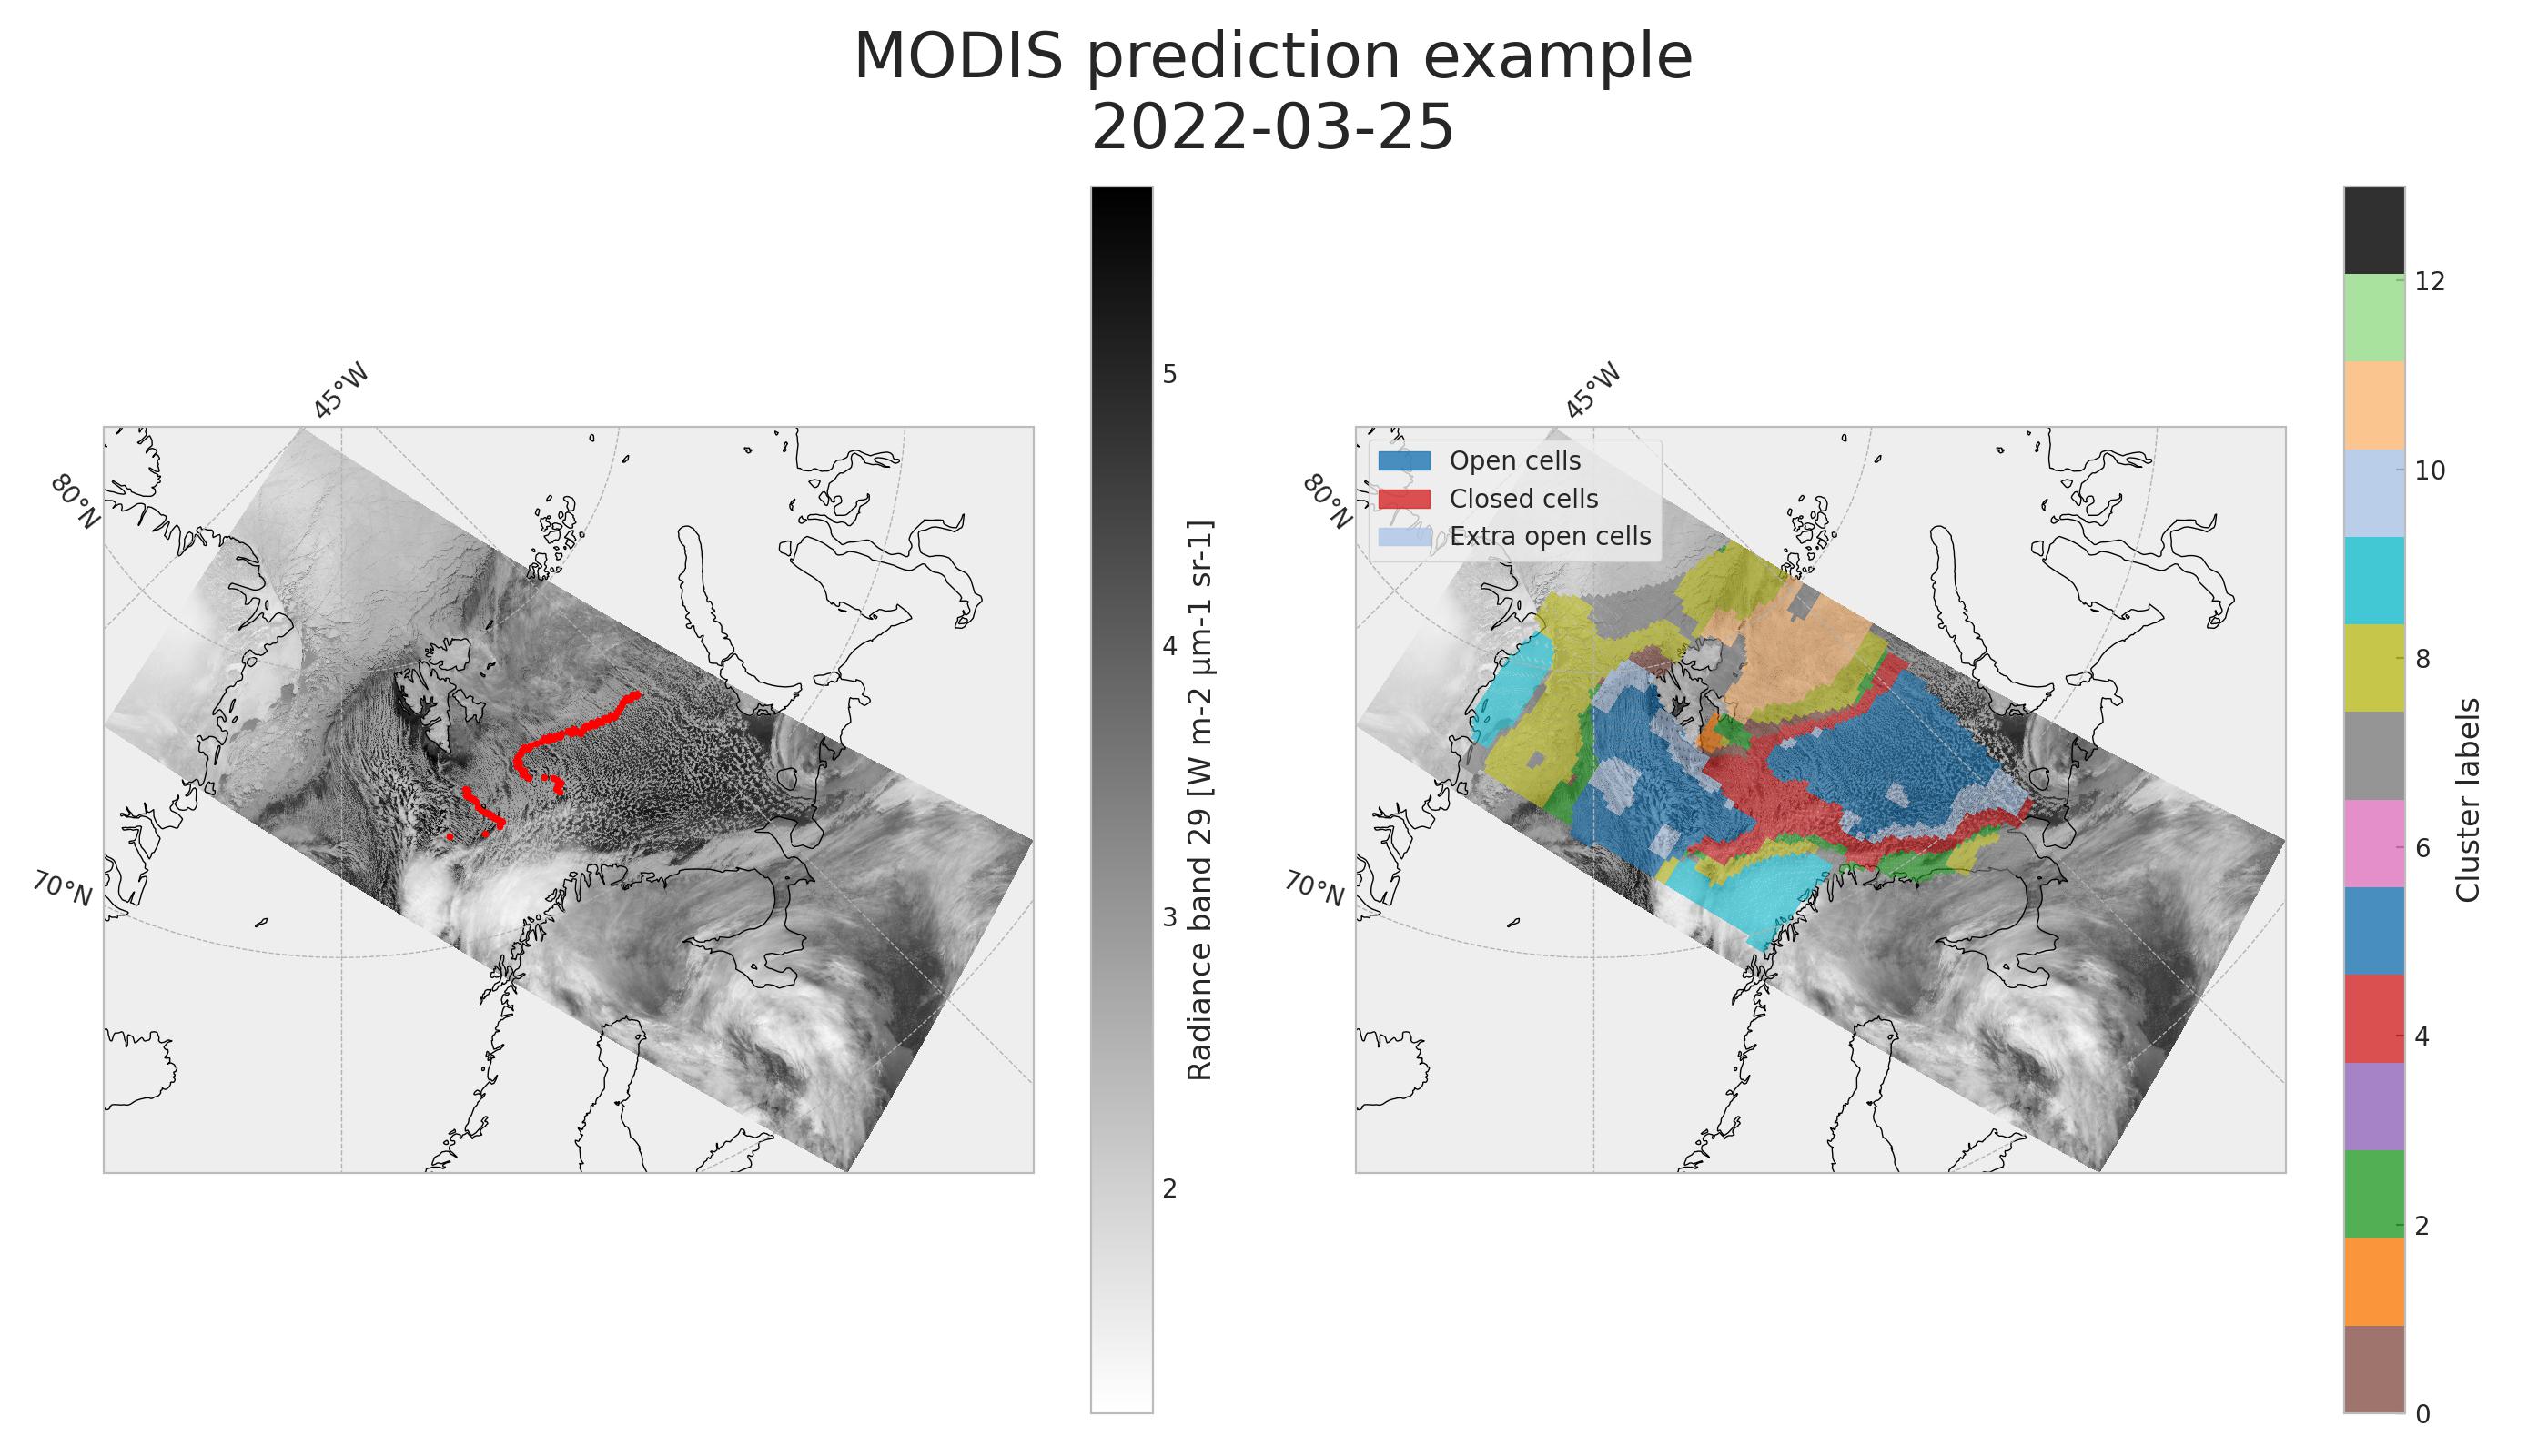 MODIS prediction example
2022-03-25
45°W
80°N
70°N
5
4
3
2
Radiance band 29 [W m-2 µm-1 sr-1]
45°W
80°N
70°N
Open cells
Closed cells
Extra open cells
12
10
8
6
4
2
0
Cluster labels